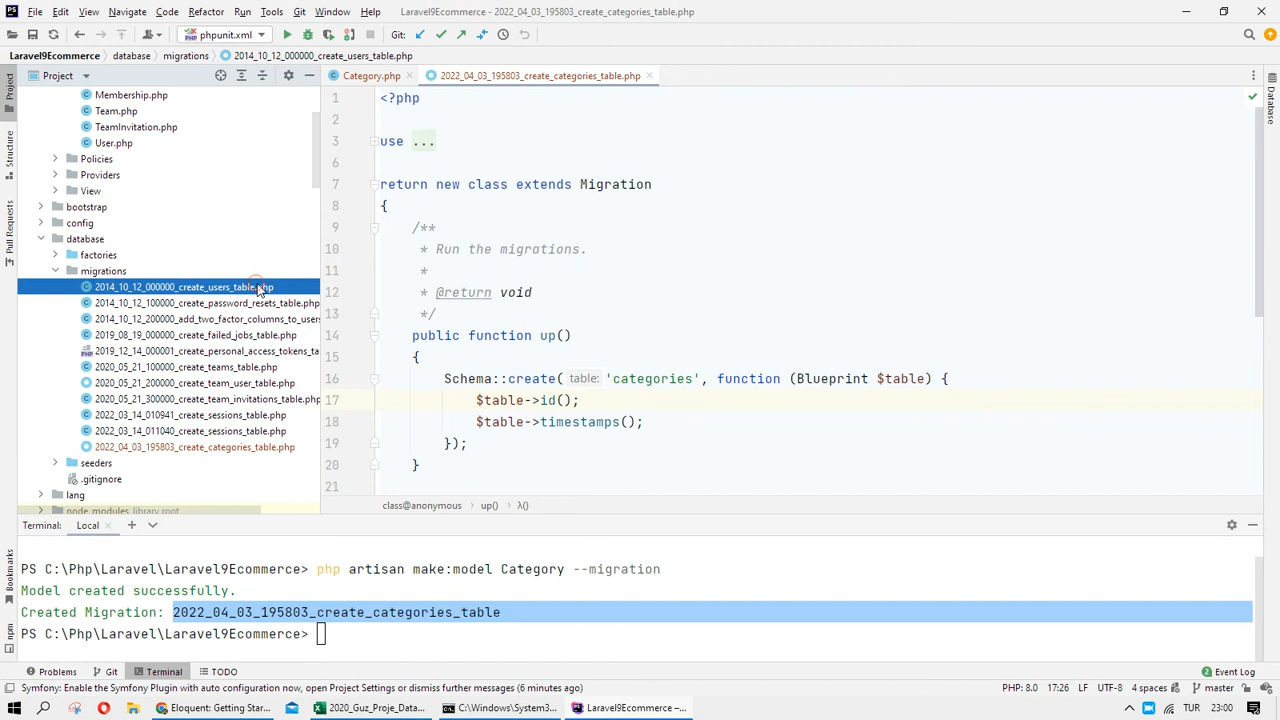 File Edit View Navigate Code Refactor Run Tools Git Window Help Laravel9Ecommerce - 2022_04_03_195803_create_categories_table.php
phpunit.xml Git:
Laravel9Ecommerce database migrations 2014_10_12_000000_create_users_table.php
Project Category.php 2022_04_03_195803_create_categories_table.php
Membership.php
Team.php
TeamInvitation.php
User.php
Policies
Providers
View
bootstrap
config
database
factories
migrations
2014_10_12_000000_create_users_table.php
2014_10_12_100000_create_password_resets_table.php
2014_10_12_200000_add_two_factor_columns_to_users
2019_08_19_000000_create_failed_jobs_table.php
2019_12_14_000001_create_personal_access_tokens_ta
2020_05_21_100000_create_teams_table.php
2020_05_21_200000_create_team_user_table.php
2020_05_21_300000_create_team_invitations_table.php
2022_03_14_010941_create_sessions_table.php
2022_03_14_011040_create_sessions_table.php
2022_04_03_195803_create_categories_table.php
seeders
.gitignore
lang
node_modules library root
1 <?php
2
3 use ...
6
7 return new class extends Migration
8 {
9 /**
10 * Run the migrations.
11 *
12 * @return void
13 */
14 public function up()
15 {
16 Schema::create( table: 'categories', function (Blueprint $table) {
17 $table->id();
18 $table->timestamps();
19 });
20 }
21
class@anonymous up() λ()
Project
Structure
Pull Requests
Bookmarks
npm
Database
Terminal: Local
PS C:\Php\Laravel\Laravel9Ecommerce> php artisan make:model Category --migration
Model created successfully.
Created Migration: 2022_04_03_195803_create_categories_table
PS C:\Php\Laravel\Laravel9Ecommerce>
Problems Git Terminal TODO Event Log
Symfony: Enable the Symfony Plugin with auto configuration now, open Project Settings or dismiss further messages (6 minutes ago) PHP: 8.0 17:26 LF UTF-8 4 spaces master
Eloquent: Getting Star... 2020_Guz_Proje_Data... C:\Windows\System3... Laravel9Ecommerce –... TUR 23:00